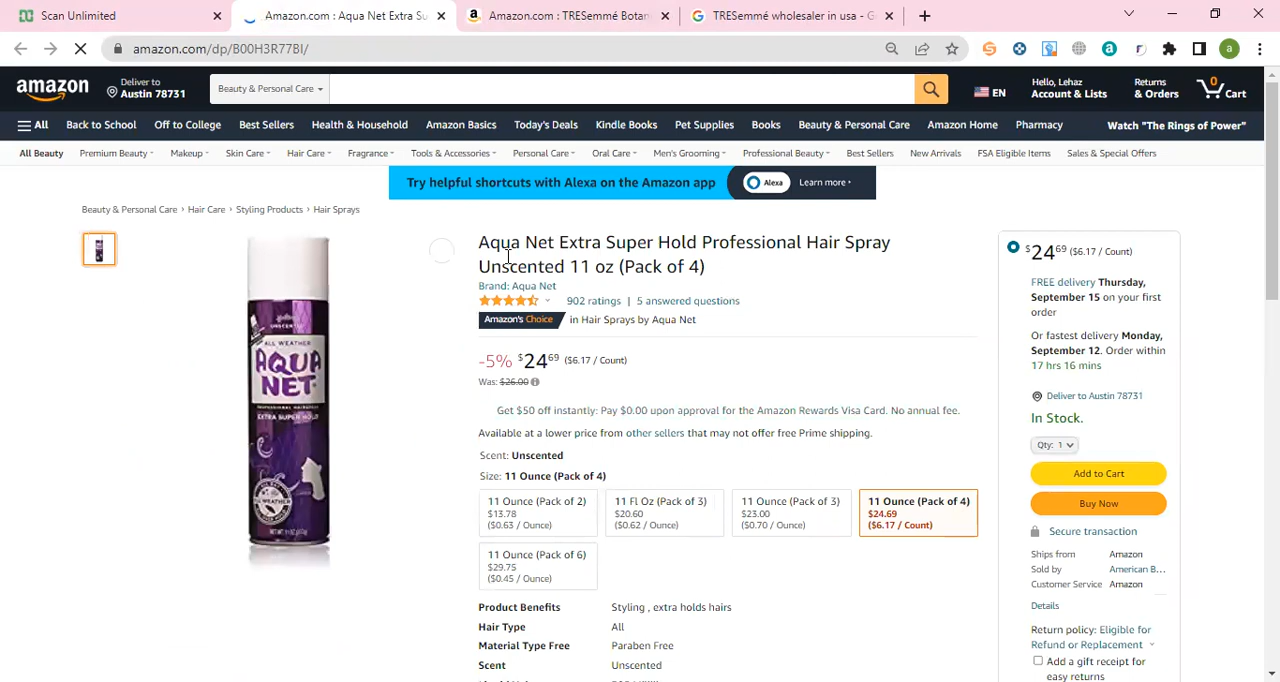 Scan Unlimited
Amazon.com : Aqua Net Extra Su
Amazon.com : TRESemmé Botan
TRESemmé wholesaler in usa - G
amazon.com/dp/B00H3R77BI/
a
amazon
Deliver to
Austin 78731
Beauty & Personal Care
EN
Hello, Lehaz
Account & Lists
Returns
& Orders
0
Cart
All
Back to School
Off to College
Best Sellers
Health & Household
Amazon Basics
Today's Deals
Kindle Books
Pet Supplies
Books
Beauty & Personal Care
Amazon Home
Pharmacy
Watch "The Rings of Power"
All Beauty
Premium Beauty
Makeup
Skin Care
Hair Care
Fragrance
Tools & Accessories
Personal Care
Oral Care
Men's Grooming
Professional Beauty
Best Sellers
New Arrivals
FSA Eligible Items
Sales & Special Offers
Try helpful shortcuts with Alexa on the Amazon app
Alexa
Learn more ›
Beauty & Personal Care › Hair Care › Styling Products › Hair Sprays
UNSCENTED
ALL WEATHER
AQUA
NET
PROFESSIONAL HAIRSPRAY
EXTRA SUPER HOLD
Aqua Net Extra Super Hold Professional Hair Spray
Unscented 11 oz (Pack of 4)
Brand: Aqua Net
902 ratings | 5 answered questions
Amazon's Choice in Hair Sprays by Aqua Net
-5% $24 69 ($6.17 / Count)
Was: $26.00
Get $50 off instantly: Pay $0.00 upon approval for the Amazon Rewards Visa Card. No annual fee.
Available at a lower price from other sellers that may not offer free Prime shipping.
Scent: Unscented
Size: 11 Ounce (Pack of 4)
11 Ounce (Pack of 2)
$13.78
($0.63 / Ounce)
11 Fl Oz (Pack of 3)
$20.60
($0.62 / Ounce)
11 Ounce (Pack of 3)
$23.00
($0.70 / Ounce)
11 Ounce (Pack of 4)
$24.69
($6.17 / Count)
11 Ounce (Pack of 6)
$29.75
($0.45 / Ounce)
Product Benefits Styling , extra holds hairs
Hair Type All
Material Type Free Paraben Free
Scent Unscented
$24 69 ($6.17 / Count)
FREE delivery Thursday,
September 15 on your first
order
Or fastest delivery Monday,
September 12. Order within
17 hrs 16 mins
Deliver to Austin 78731
In Stock.
Qty: 1
Add to Cart
Buy Now
Secure transaction
Ships from Amazon
Sold by American B...
Customer Service Amazon
Details
Return policy: Eligible for
Refund or Replacement
Add a gift receipt for
easy returns